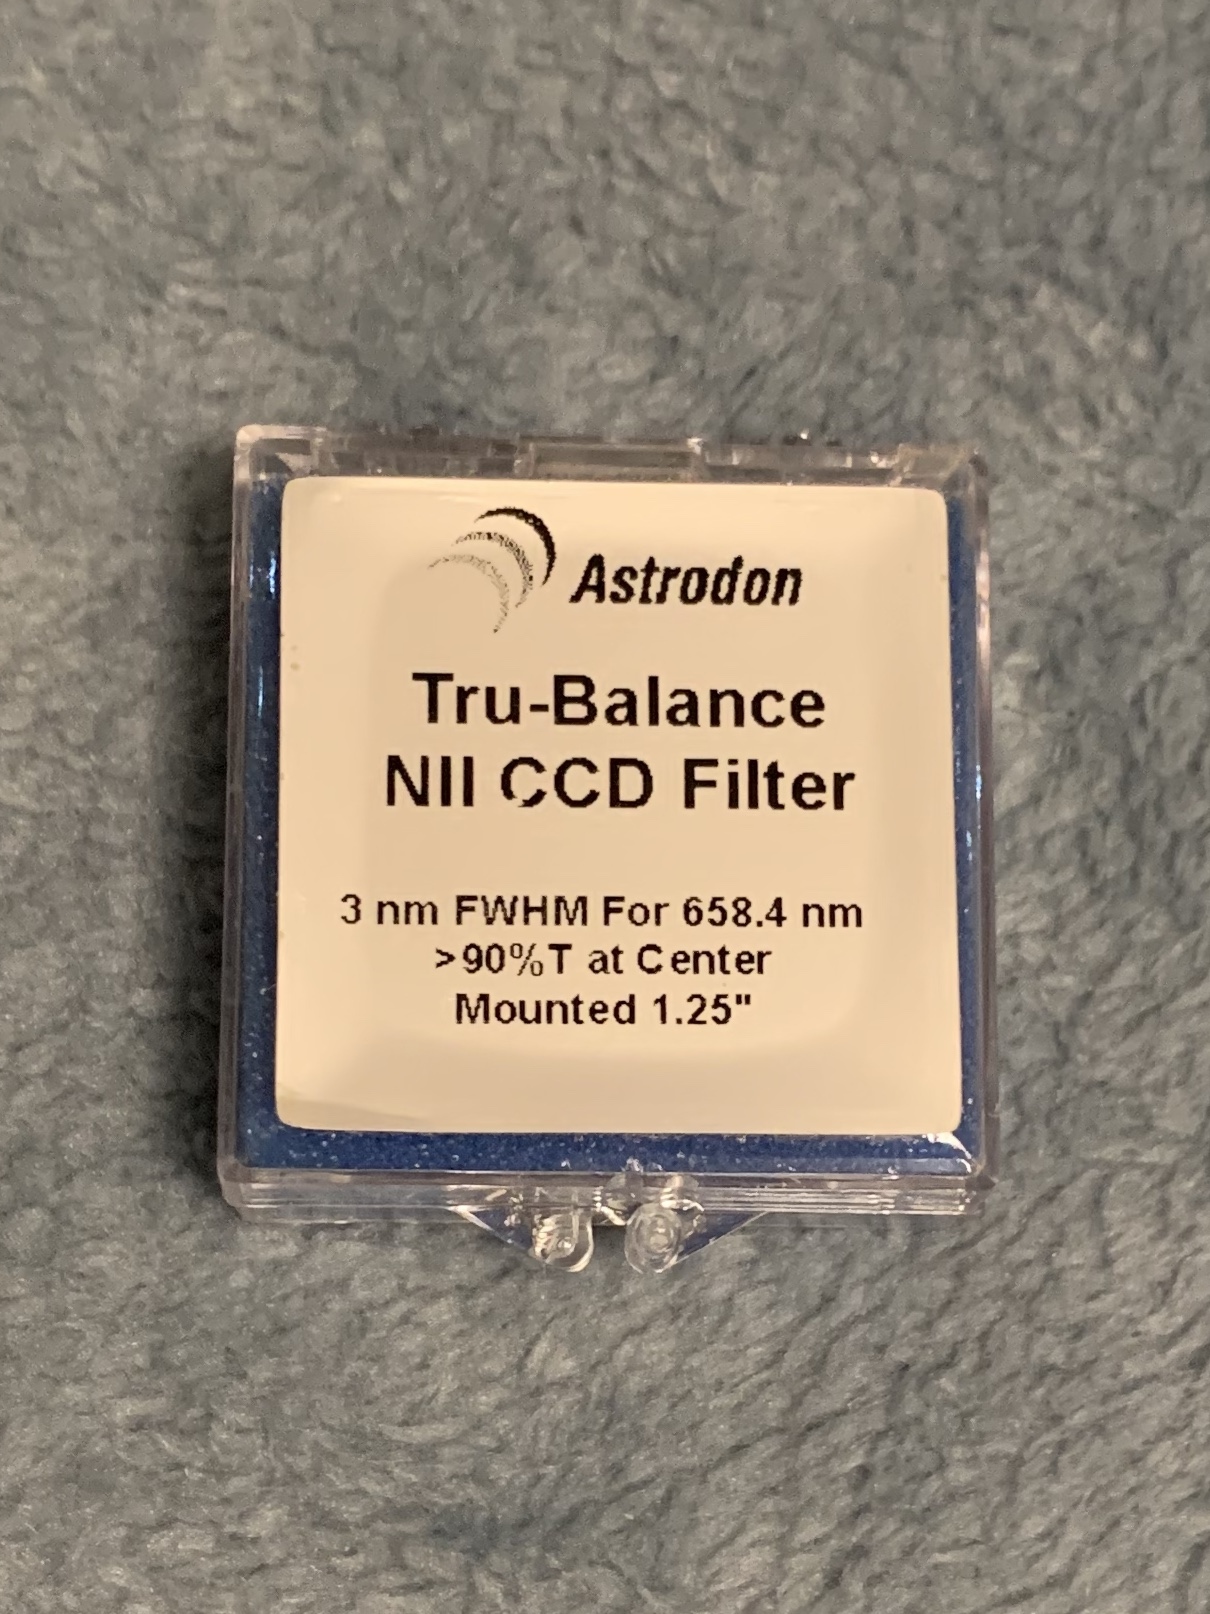 Astrodon
Tru-Balance
NII CCD Filter
3 nm FWHM For 658.4 nm
>90%T at Center
Mounted 1.25"